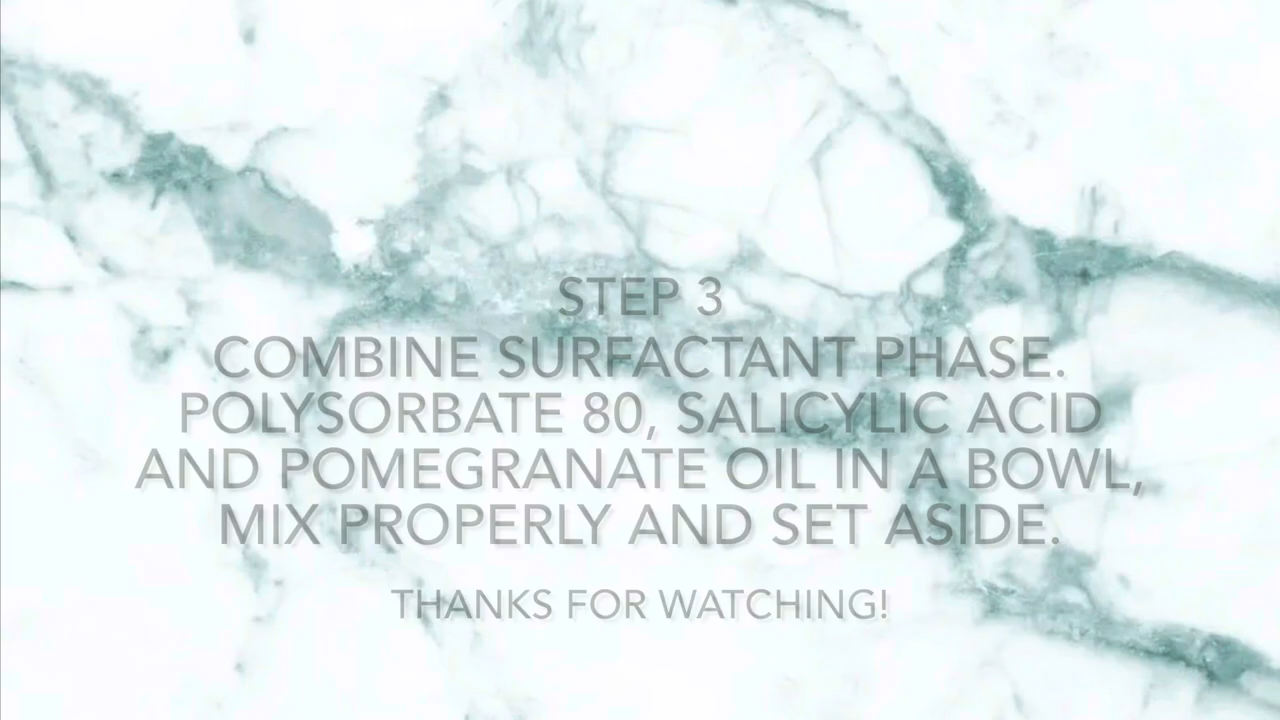 STEP 3
COMBINE SURFACTANT PHASE.
POLYSORBATE 80, SALICYLIC ACID
AND POMEGRANATE OIL IN A BOWL,
MIX PROPERLY AND SET ASIDE.
THANKS FOR WATCHING!